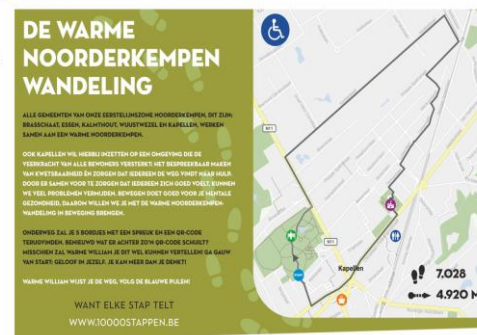 DE WARME
NOORDERKEMPEN
WANDELING
ALLE GEMEENTEN VAN ONZE EERSTELIJNSZONE NOORDERKEMPEN, DIT ZIJN:
BRASSCHAAT, ESSEN, KALMTHOUT, WUUSTWEZEL EN KAPELLEN, WERKEN
SAMEN AAN EEN WARME NOORDERKEMPEN.
OOK KAPELLEN WIL HIERBIJ INZETTEN OP EEN OMGEVING DIE DE
VEERKRACHT VAN ALLE BEWONERS VERSTERKT: HET BESPREEKBAAR MAKEN
VAN KWETSBAARHEID EN ZORGEN DAT IEDEREEN DE WEG VINDT NAAR HULP.
DOOR ER SAMEN VOOR TE ZORGEN DAT IEDEREEN ZICH GOED VOELT, KUNNEN
WE VEEL PROBLEMEN VERMIJDEN. BEWEGEN DOET GOED VOOR JE MENTALE
GEZONDHEID, DAAROM WILLEN WE JE MET DE WARME NOORDERKEMPEN-
WANDELING IN BEWEGING BRENGEN.
ONDERWEG ZAL JE 5 BORDJES MET EEN SPREUK EN EEN QR-CODE
TERUGVINDEN. BENIEUWD WAT ER ACHTER ZO'N QR-CODE SCHUILT?
MISSCHIEN ZAL WARME WILLIAM JE DIT WEL KUNNEN VERTELLEN! GA GAUW
VAN START: GELOOF IN JEZELF. JE KAN MEER DAN JE DENKT!
WARME WILLIAM WIJST JE DE WEG, VOLG DE BLAUWE PIJLEN!
WANT ELKE STAP TELT
WWW.10000STAPPEN.BE
Kapellen
7.028
4.920 M